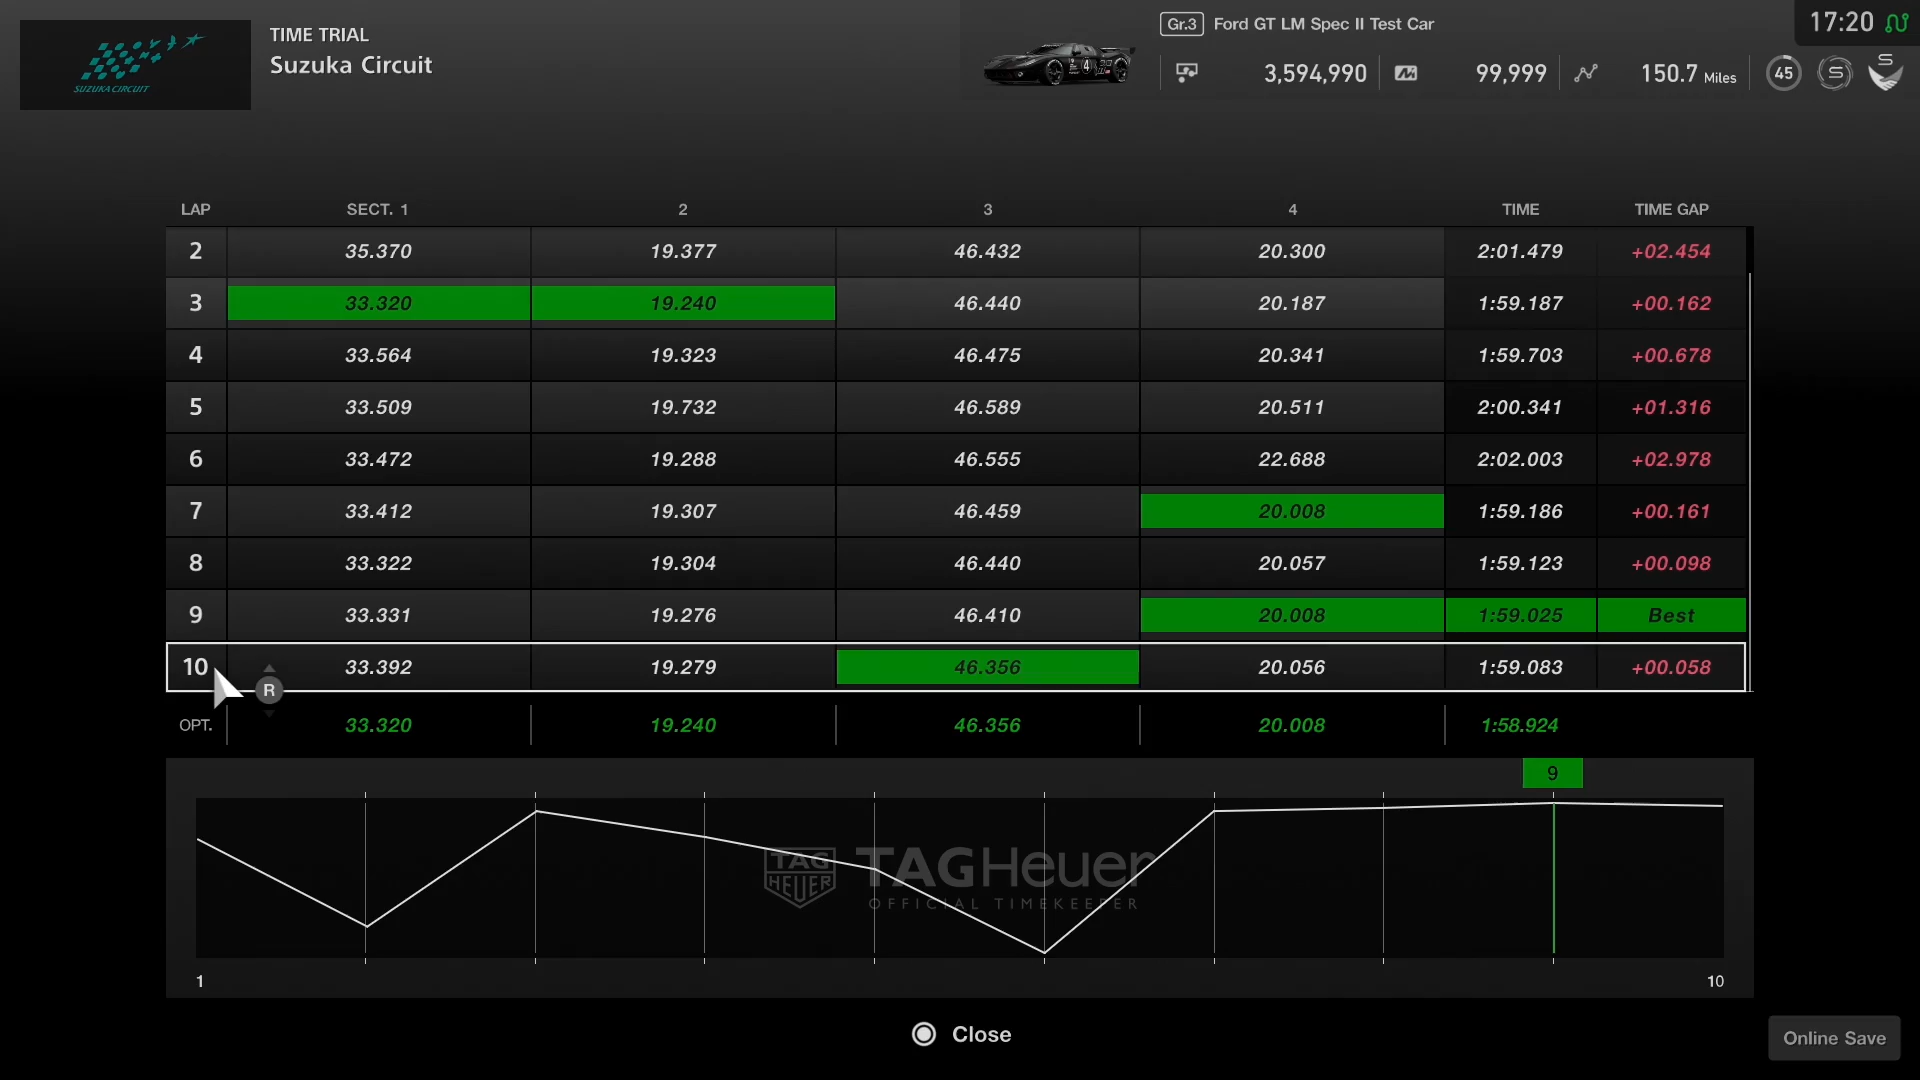 SUZUKA CIRCUIT
TIME TRIAL
Suzuka Circuit
Gr.3 Ford GT LM Spec II Test Car
3,594,990 99,999 150.7 Miles 45 S S
17:20
LAP SECT. 1 2 3 4 TIME TIME GAP
2 35.370 19.377 46.432 20.300 2:01.479 +02.454
3 33.320 19.240 46.440 20.187 1:59.187 +00.162
4 33.564 19.323 46.475 20.341 1:59.703 +00.678
5 33.509 19.732 46.589 20.511 2:00.341 +01.316
6 33.472 19.288 46.555 22.688 2:02.003 +02.978
7 33.412 19.307 46.459 20.008 1:59.186 +00.161
8 33.322 19.304 46.440 20.057 1:59.123 +00.098
9 33.331 19.276 46.410 20.008 1:59.025 Best
10 33.392 19.279 46.356 20.056 1:59.083 +00.058
R
OPT. 33.320 19.240 46.356 20.008 1:58.924
9
TAG HEUER
TAGHeuer
OFFICIAL TIMEKEEPER
1 10
Close
Online Save